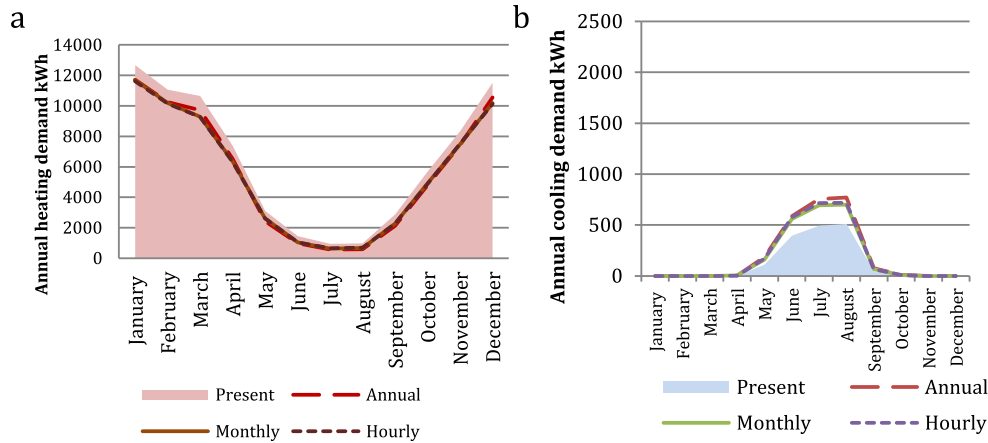 a
Annual heating demand kWh
14000
12000
10000
8000
6000
4000
2000
0
January
February
March
April
May
June
July
August
September
October
November
December
Present
Annual
Monthly
Hourly
b
Annual cooling demand kWh
2500
2000
1500
1000
500
0
January
February
March
April
May
June
July
August
September
October
November
December
Present
Annual
Monthly
Hourly